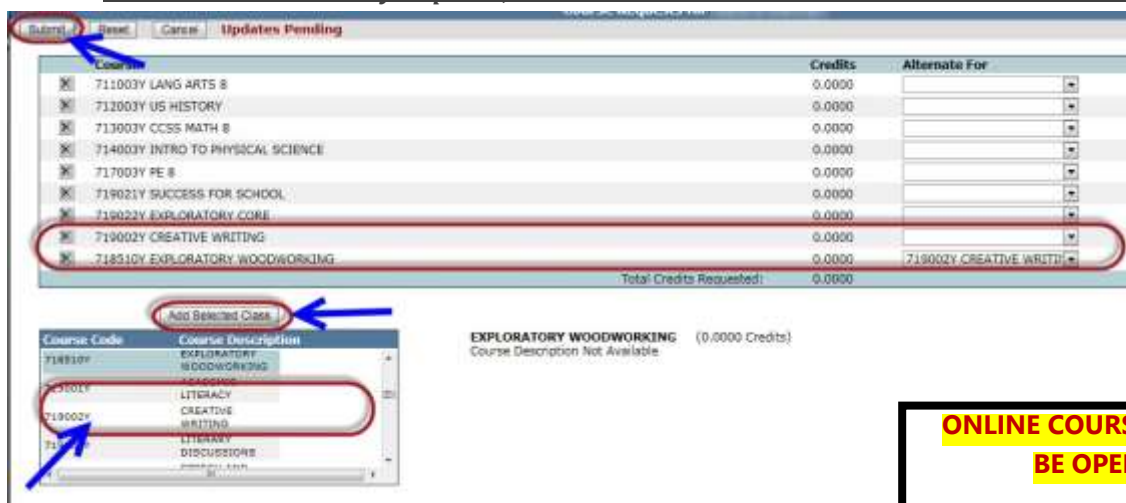 Submit Reset Cancel Updates Pending
Credits Alternate For
711003Y LANG ARTS 8 0.0000
712003Y US HISTORY 0.0000
713003Y CCSS MATH 8 0.0000
714003Y INTRO TO PHYSICAL SCIENCE 0.0000
717003Y PE 8 0.0000
719021Y SUCCESS FOR SCHOOL 0.0000
719022Y EXPLORATORY CORE 0.0000
719002Y CREATIVE WRITING 0.0000
718510Y EXPLORATORY WOODWORKING 0.0000 719002Y CREATIVE WRITI
Total Credits Requested: 0.0000
Add Selected Class
Course Code Course Description
718510Y EXPLORATORY
WOODWORKING
LITERACY
719002Y CREATIVE
WRITING
LITERARY
DISCUSSIONS
EXPLORATORY WOODWORKING (0.0000 Credits)
Course Description Not Available
ONLINE COURS
BE OPE